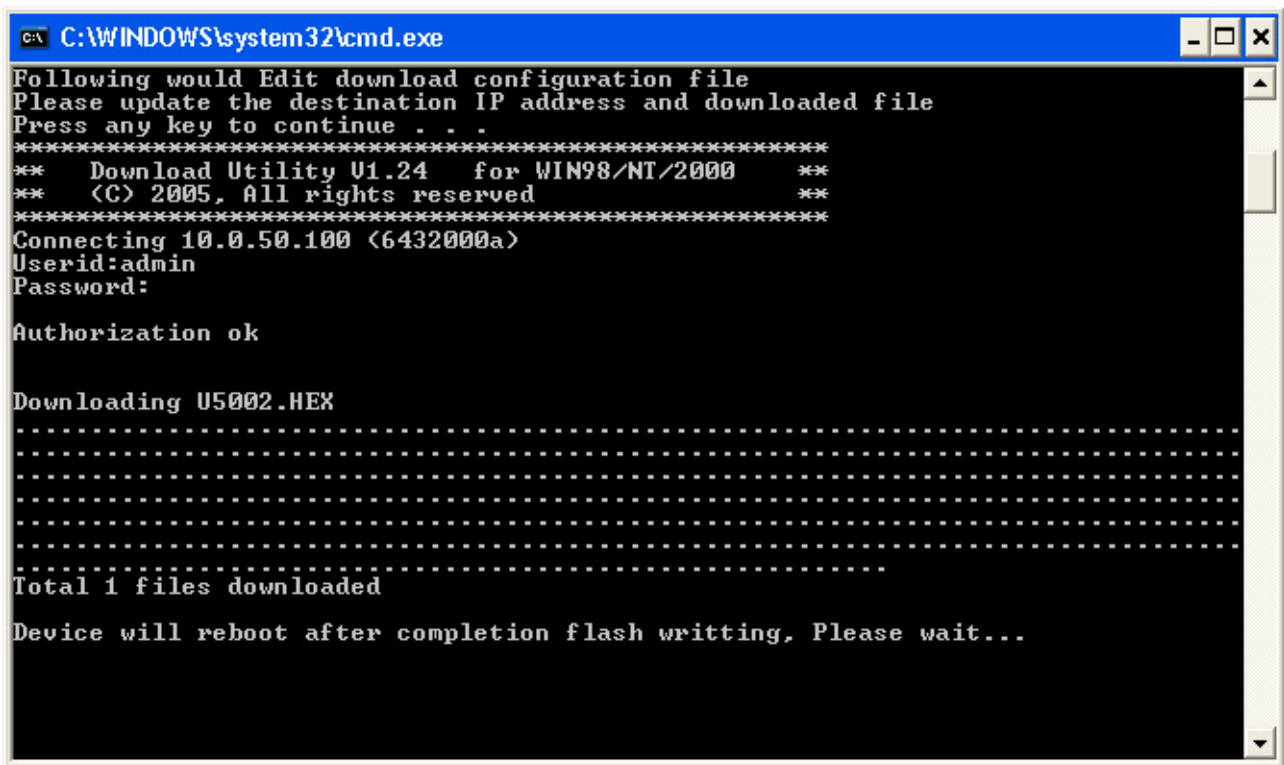 C:\WINDOWS\system32\cmd.exe
Following would Edit download configuration file
Please update the destination IP address and downloaded file
Press any key to continue . . .
*****************************************************
**   Download Utility V1.24   for WIN98/NT/2000    **
**   (C) 2005, All rights reserved                 **
*****************************************************
Connecting 10.0.50.100 (6432000a)
Userid:admin
Password:
Authorization ok
Downloading U5002.HEX
................................................................................
................................................................................
................................................................................
................................................................................
................................................................................
................................................................................
.........................................................
Total 1 files downloaded
Device will reboot after completion flash writting, Please wait...